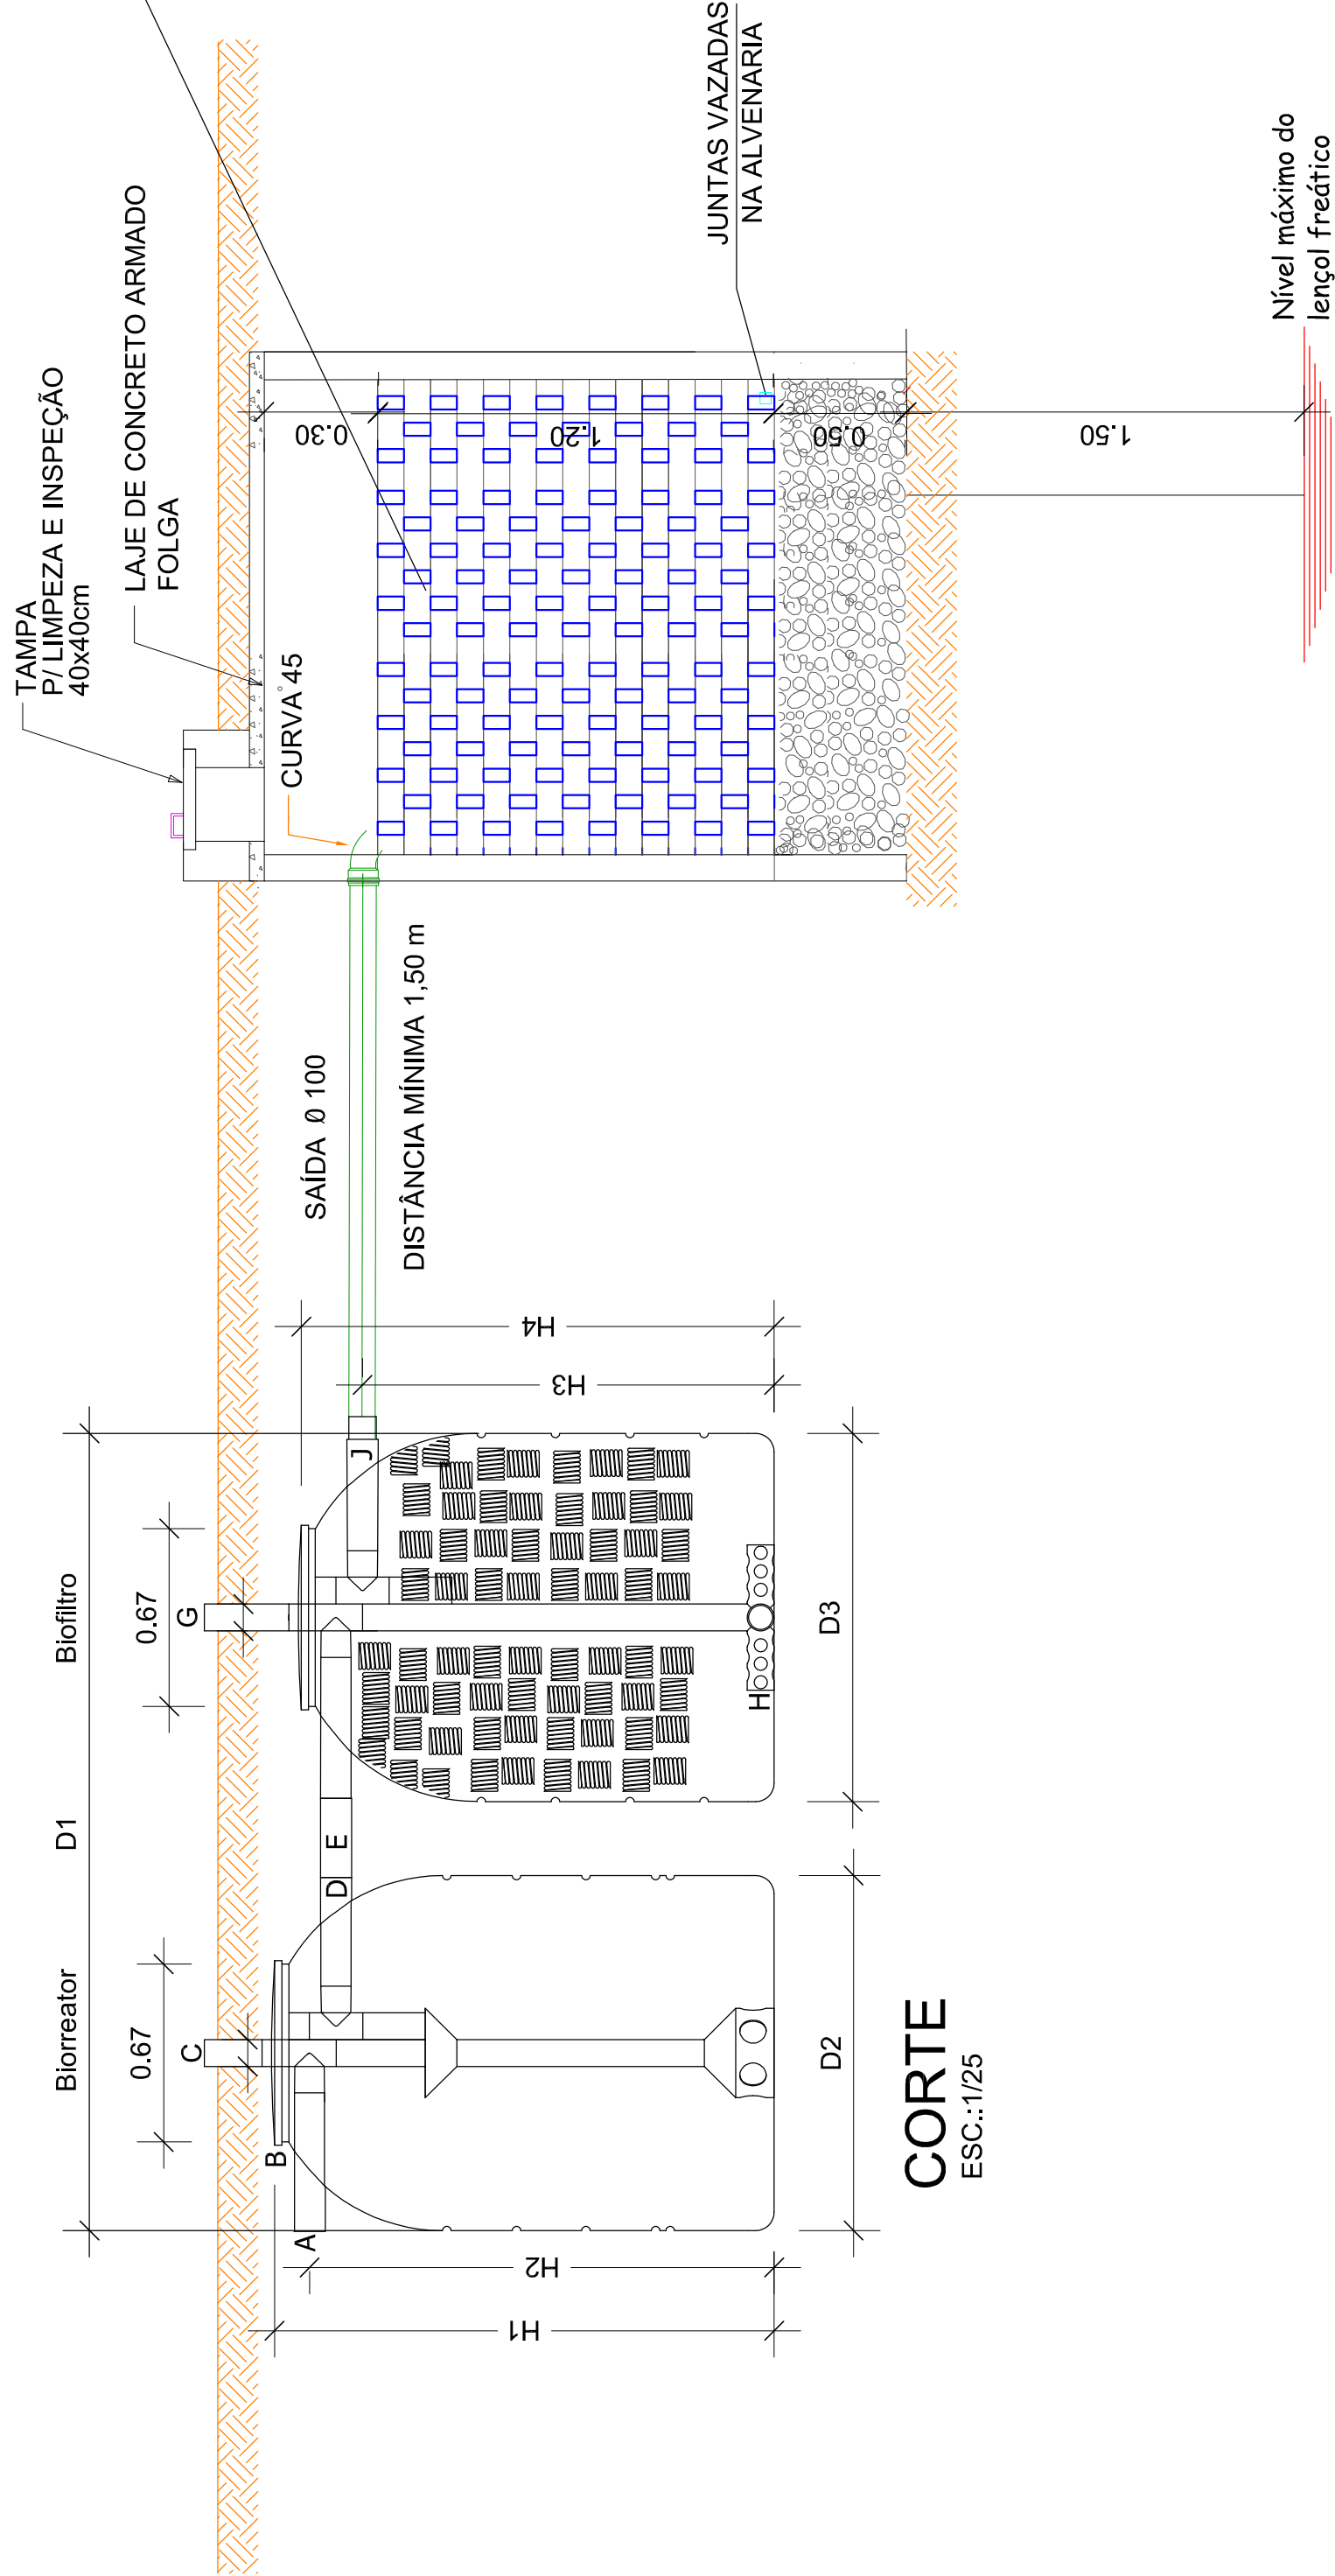 TAMPA
P/ LIMPEZA E INSPEÇÃO
40x40cm
LAJE DE CONCRETO ARMADO
FOLGA
CURVA°45
JUNTAS VAZADAS
NA ALVENARIA
0.30
1.20
0.50
1.50
Nível máximo do
lençol freático
SAÍDA Ø 100
DISTÂNCIA MÍNIMA 1,50 m
Biorreator
D1
Biofiltro
0.67
0.67
C
G
B
A
D
E
J
H
H1
H2
H3
H4
D2
D3
CORTE
ESC.:1/25